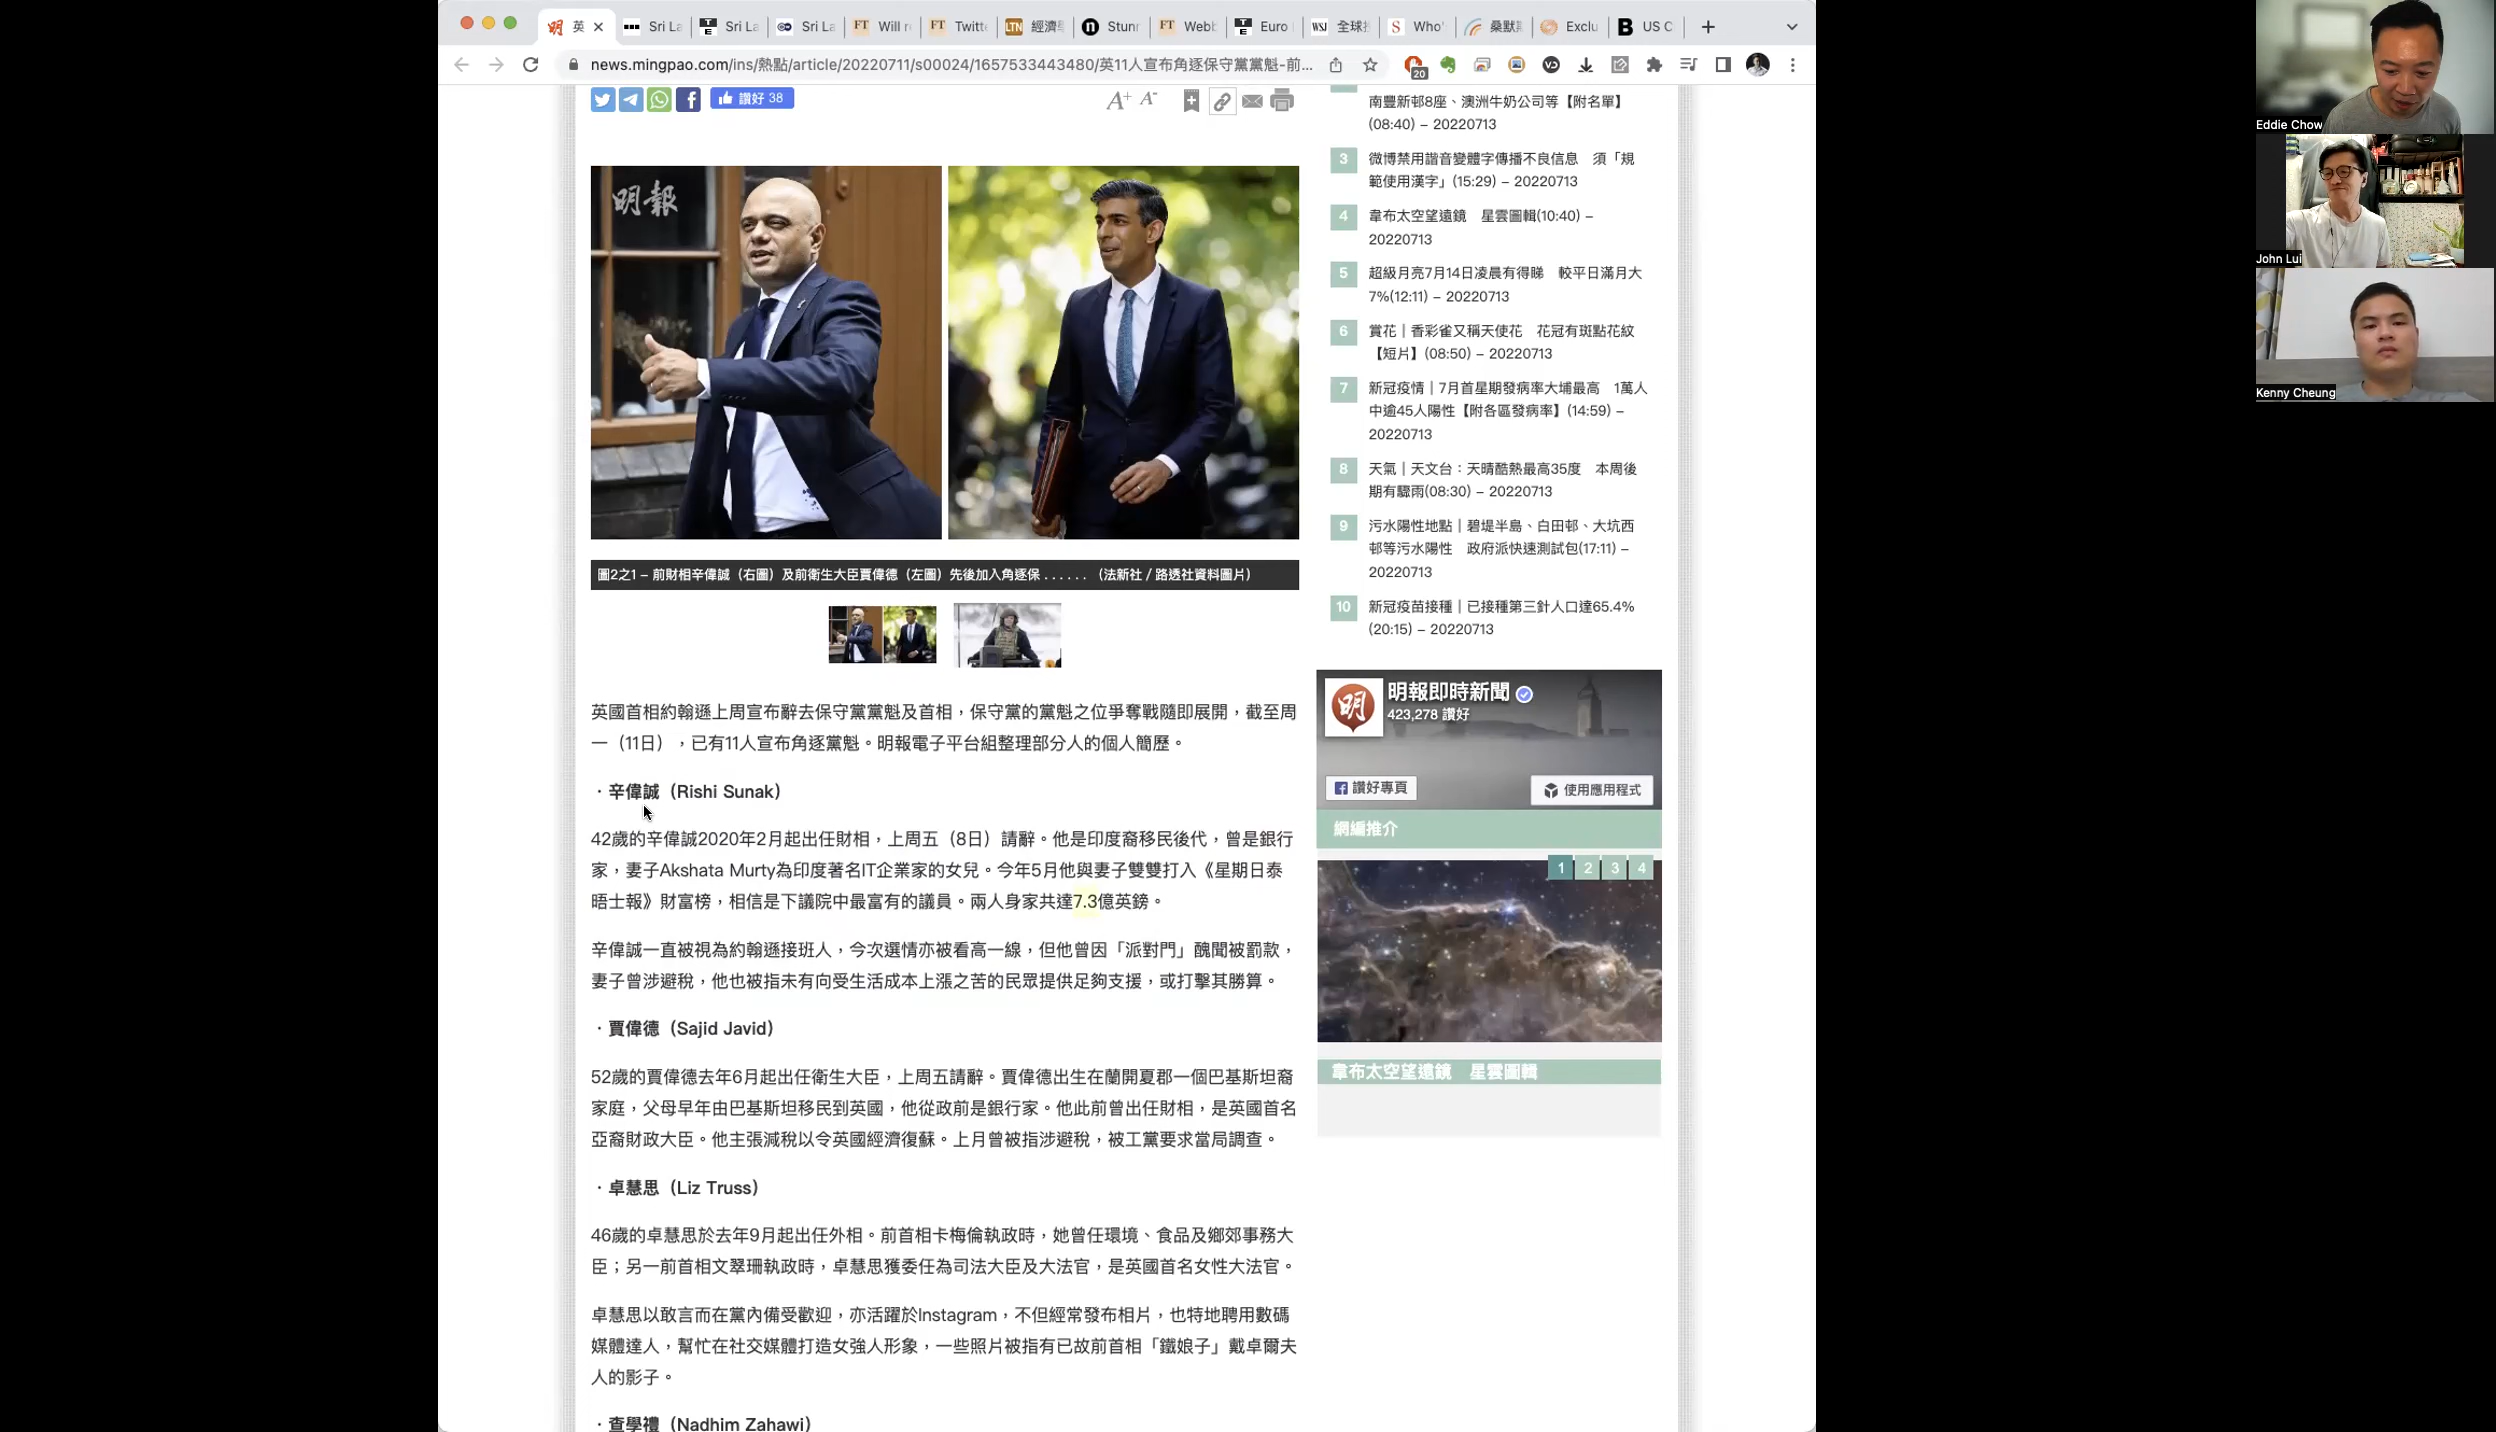 英
Sri La
Sri La
Sri La
Will r
Twitte
經濟
Stunn
Webb
Euro
全球
Who'
桑默
Exclu
US C
news.mingpao.com/ins/熱點/article/20220711/s00024/1657533443480/英11人宣布角逐保守黨黨魁-前...
20
讚好 38
A+ A-
明報
圖2之1 – 前財相辛偉誠（右圖）及前衛生大臣賈偉德（左圖）先後加入角逐保 . . . . . . （法新社 / 路透社資料圖片）
英國首相約翰遜上周宣布辭去保守黨黨魁及首相，保守黨的黨魁之位爭奪戰隨即展開，截至周
一（11日），已有11人宣布角逐黨魁。明報電子平台組整理部分人的個人簡歷。
．辛偉誠（Rishi Sunak）
42歲的辛偉誠2020年2月起出任財相，上周五（8日）請辭。他是印度裔移民後代，曾是銀行
家，妻子Akshata Murty為印度著名IT企業家的女兒。今年5月他與妻子雙雙打入《星期日泰
晤士報》財富榜，相信是下議院中最富有的議員。兩人身家共達7.3億英鎊。
辛偉誠一直被視為約翰遜接班人，今次選情亦被看高一線，但他曾因「派對門」醜聞被罰款，
妻子曾涉避稅，他也被指未有向受生活成本上漲之苦的民眾提供足夠支援，或打擊其勝算。
．賈偉德（Sajid Javid）
52歲的賈偉德去年6月起出任衛生大臣，上周五請辭。賈偉德出生在蘭開夏郡一個巴基斯坦裔
家庭，父母早年由巴基斯坦移民到英國，他從政前是銀行家。他此前曾出任財相，是英國首名
亞裔財政大臣。他主張減稅以令英國經濟復蘇。上月曾被指涉避稅，被工黨要求當局調查。
．卓慧思（Liz Truss）
46歲的卓慧思於去年9月起出任外相。前首相卡梅倫執政時，她曾任環境、食品及鄉郊事務大
臣；另一前首相文翠珊執政時，卓慧思獲委任為司法大臣及大法官，是英國首名女性大法官。
卓慧思以敢言而在黨內備受歡迎，亦活躍於Instagram，不但經常發布相片，也特地聘用數碼
媒體達人，幫忙在社交媒體打造女強人形象，一些照片被指有已故前首相「鐵娘子」戴卓爾夫
人的影子。
．查學禮（Nadhim Zahawi）
南豐新邨8座、澳洲牛奶公司等【附名單】
(08:40) – 20220713
3 微博禁用諧音變體字傳播不良信息　須「規
範使用漢字」(15:29) – 20220713
4 韋布太空望遠鏡　星雲圖輯(10:40) –
20220713
5 超級月亮7月14日凌晨有得睇　較平日滿月大
7%(12:11) – 20220713
6 賞花｜香彩雀又稱天使花　花冠有斑點花紋
【短片】(08:50) – 20220713
7 新冠疫情｜7月首星期發病率大埔最高　1萬人
中逾45人陽性【附各區發病率】(14:59) –
20220713
8 天氣｜天文台：天晴酷熱最高35度　本周後
期有驟雨(08:30) – 20220713
9 污水陽性地點｜碧堤半島、白田邨、大坑西
邨等污水陽性　政府派快速測試包(17:11) –
20220713
10 新冠疫苗接種｜已接種第三針人口達65.4%
(20:15) – 20220713
明
明報即時新聞
423,278 讚好
讚好專頁
使用應用程式
網編推介
1 2 3 4
韋布太空望遠鏡　星雲圖輯
Eddie Chow
John Lui
Kenny Cheung